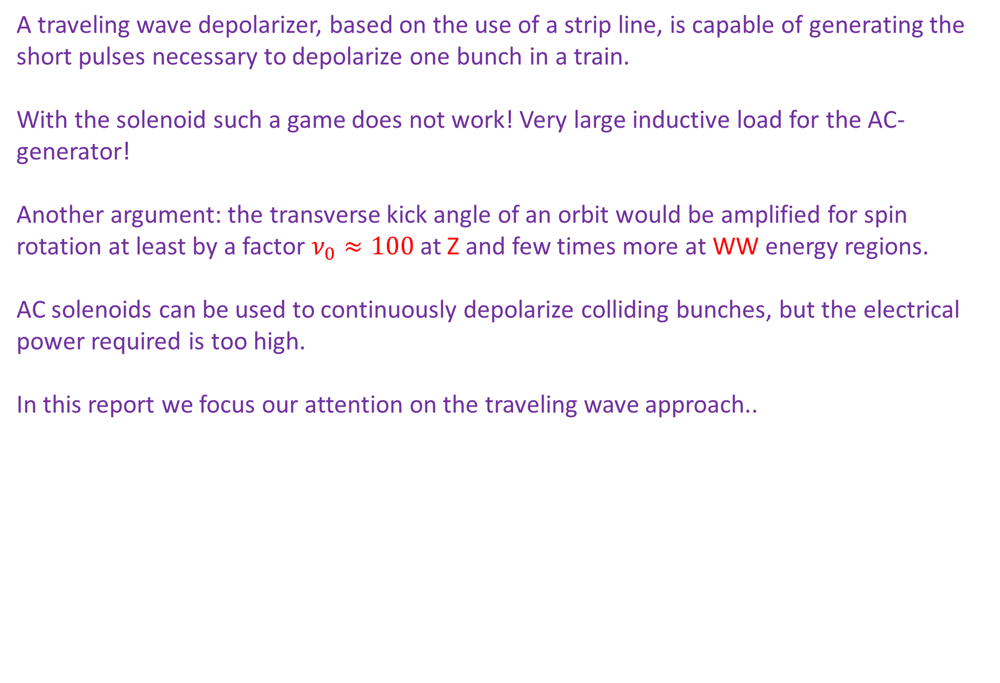 A traveling wave depolarizer, based on the use of a strip line, is capable of generating the
short pulses necessary to depolarize one bunch in a train.
With the solenoid such a game does not work! Very large inductive load for the AC-
generator!
Another argument: the transverse kick angle of an orbit would be amplified for spin
rotation at least by a factor 𝜈₀ ≈ 100 at Z and few times more at WW energy regions.
AC solenoids can be used to continuously depolarize colliding bunches, but the electrical
power required is too high.
In this report we focus our attention on the traveling wave approach..